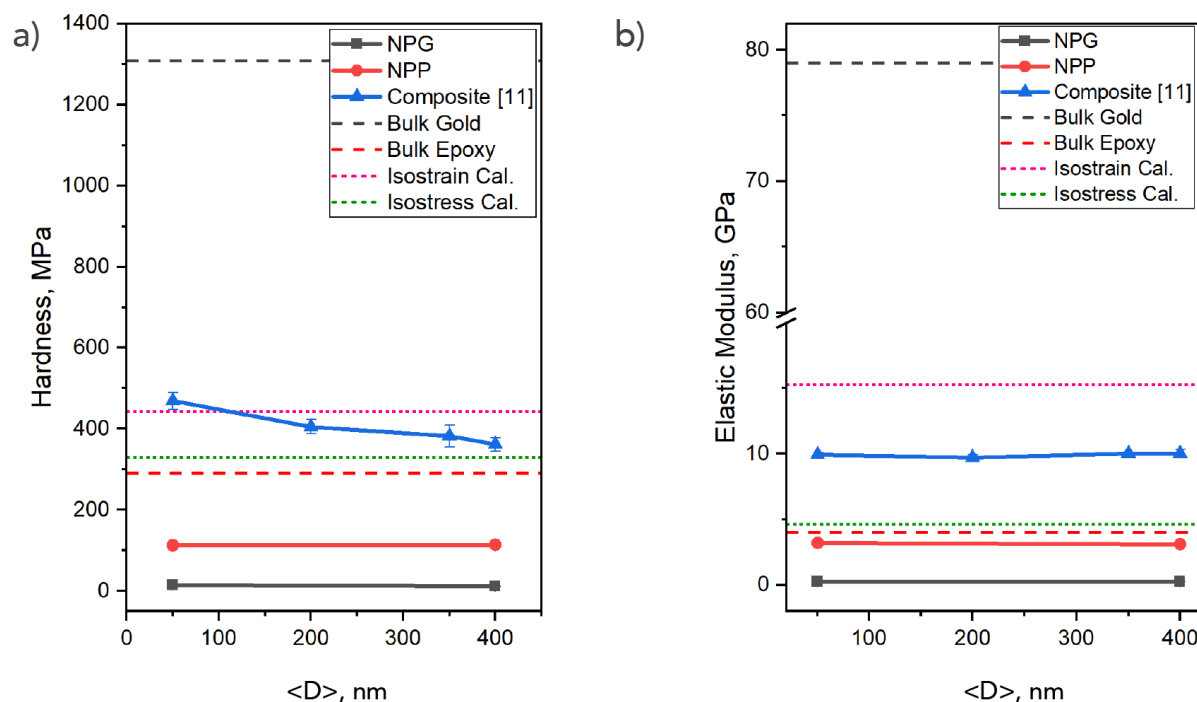 a)
1400
1200
1000
800
600
400
200
0
Hardness, MPa
NPG
NPP
Composite [11]
Bulk Gold
Bulk Epoxy
Isostrain Cal.
Isostress Cal.
0 100 200 300 400
<D>, nm
b)
80
70
60
10
0
Elastic Modulus, GPa
NPG
NPP
Composite [11]
Bulk Gold
Bulk Epoxy
Isostrain Cal.
Isostress Cal.
100 200 300 400
<D>, nm